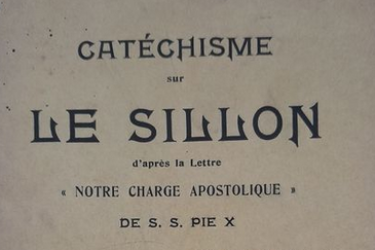 CATÉCHISME
sur
LE SILLON
d'après la Lettre
« NOTRE CHARGE APOSTOLIQUE »
DE S. S. PIE X